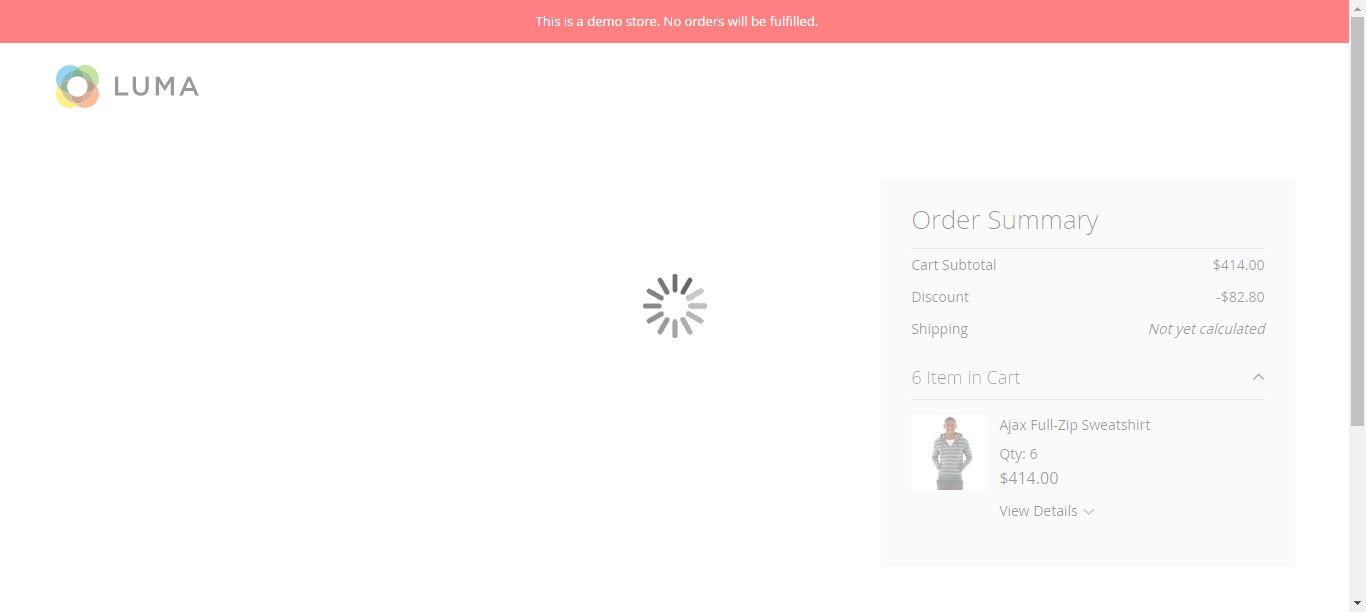 This is a demo store. No orders will be fulfilled.
LUMA
Order Summary
Cart Subtotal $414.00
Discount -$82.80
Shipping Not yet calculated
6 Item in Cart
Ajax Full-Zip Sweatshirt
Qty: 6
$414.00
View Details